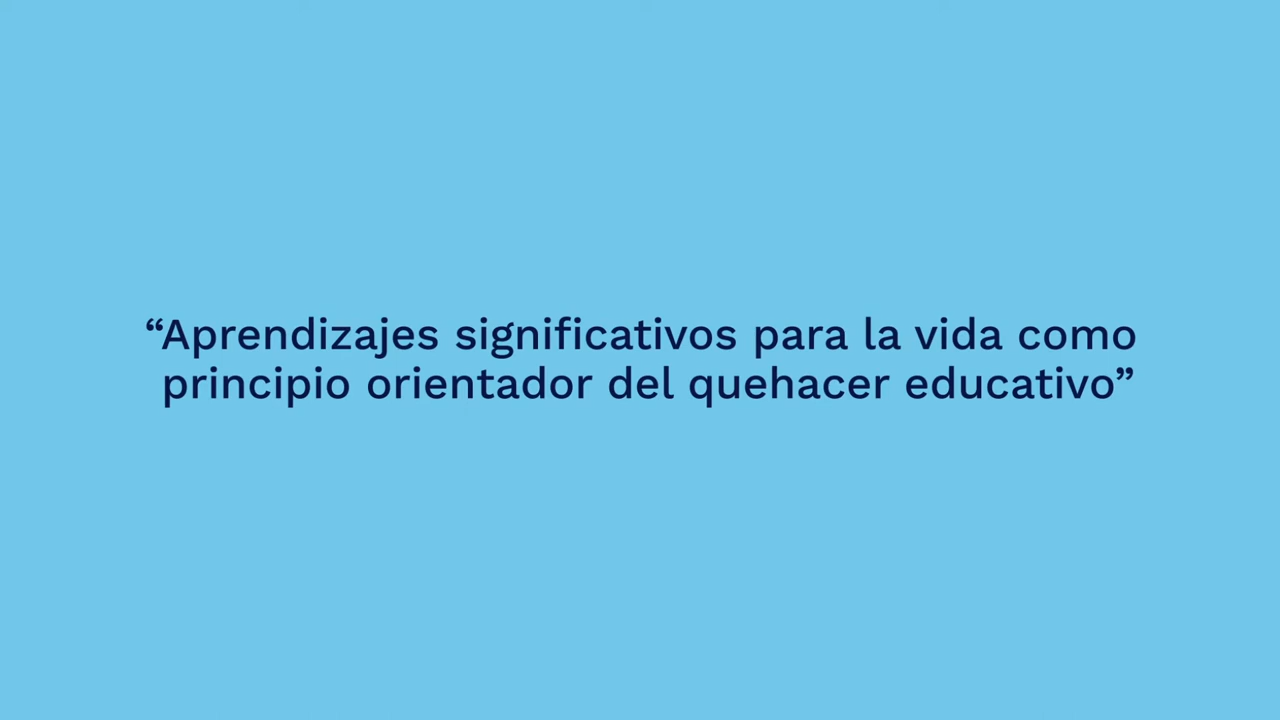 “Aprendizajes significativos para la vida como
principio orientador del quehacer educativo”